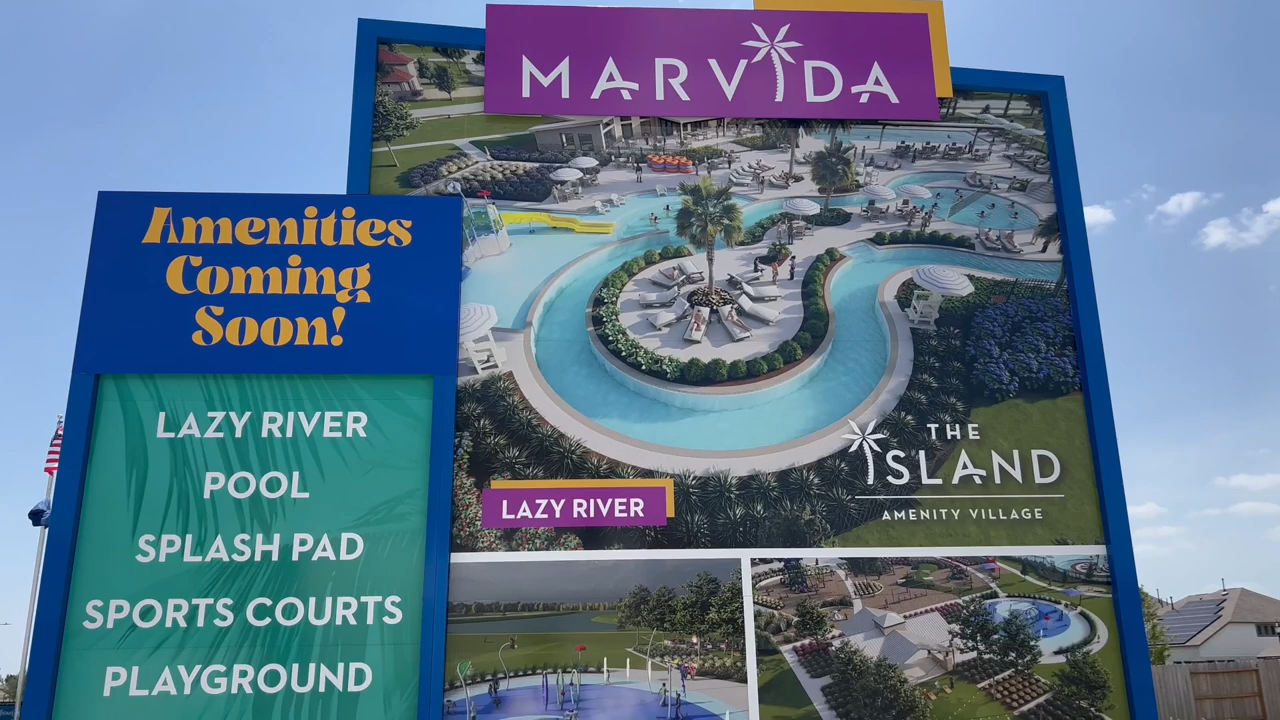 MARVIDA
Amenities
Coming
Soon!
LAZY RIVER
POOL
SPLASH PAD
SPORTS COURTS
PLAYGROUND
LAZY RIVER
THE
ISLAND
AMENITY VILLAGE